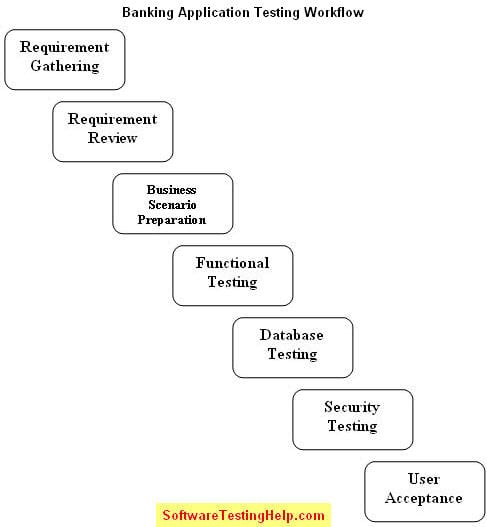 Banking Application Testing Workflow
Requirement
Gathering
Requirement
Review
Business
Scenario
Preparation
Functional
Testing
Database
Testing
Security
Testing
User
Acceptance
SoftwareTestingHelp.com